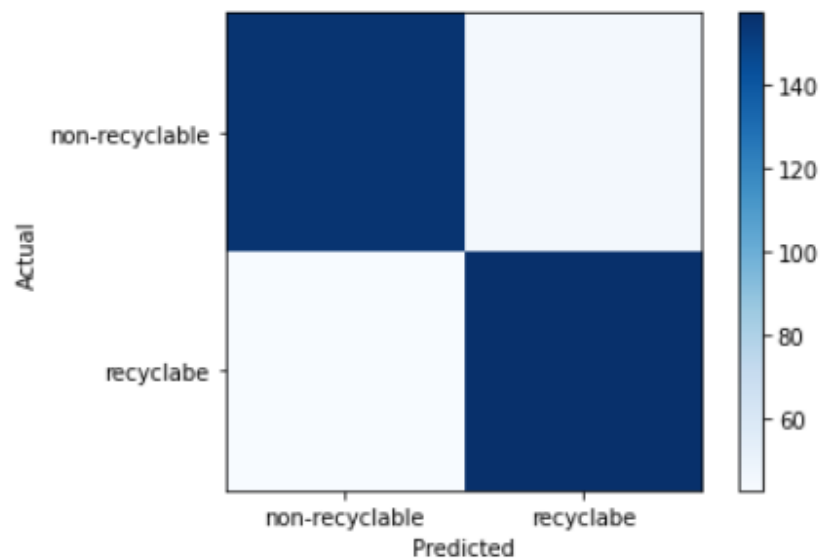 140
non-recyclable
120
100
Actual
80
recyclabe
60
non-recyclable recyclabe
Predicted